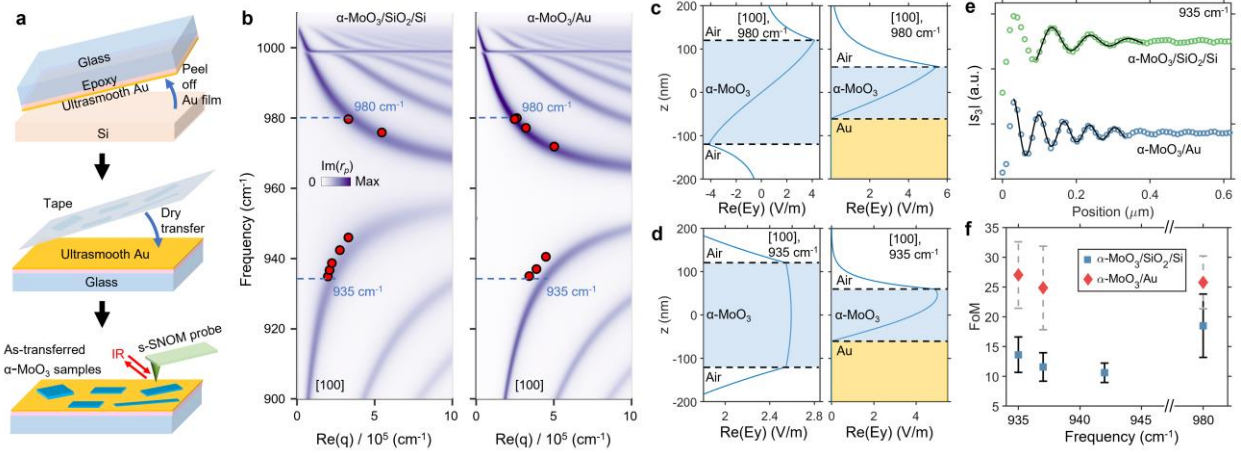 a
Glass
Epoxy
Ultrasmooth Au
Peel
off
Au film
Si
Tape
Dry
transfer
Ultrasmooth Au
Glass
As-transferred
α-MoO₃ samples
IR
s-SNOM probe
b
α-MoO₃/SiO₂/Si
α-MoO₃/Au
1000
980
960
940
920
900
Frequency (cm⁻¹)
980 cm⁻¹
Im(rₚ)
0
Max
935 cm⁻¹
[100]
0
5
10
Re(q) / 10⁵ (cm⁻¹)
980 cm⁻¹
935 cm⁻¹
[100]
0
5
10
Re(q) / 10⁵ (cm⁻¹)
c
200
100
0
-100
-200
z (nm)
[100],
980 cm⁻¹
Air
α-MoO₃
Air
-4
-2
0
2
4
Re(Ey) (V/m)
[100],
980 cm⁻¹
Air
α-MoO₃
Au
0
2
4
6
Re(Ey) (V/m)
d
200
100
0
-100
-200
z (nm)
[100],
935 cm⁻¹
Air
α-MoO₃
Air
2
2.4
2.8
Re(Ey) (V/m)
[100],
935 cm⁻¹
Air
α-MoO₃
Au
0
2
4
6
Re(Ey) (V/m)
e
935 cm⁻¹
α-MoO₃/SiO₂/Si
α-MoO₃/Au
|s₃| (a.u.)
0.0
0.2
0.4
0.6
Position (μm)
f
35
30
25
20
15
10
5
FoM
α-MoO₃/SiO₂/Si
α-MoO₃/Au
935
940
945
980
Frequency (cm⁻¹)